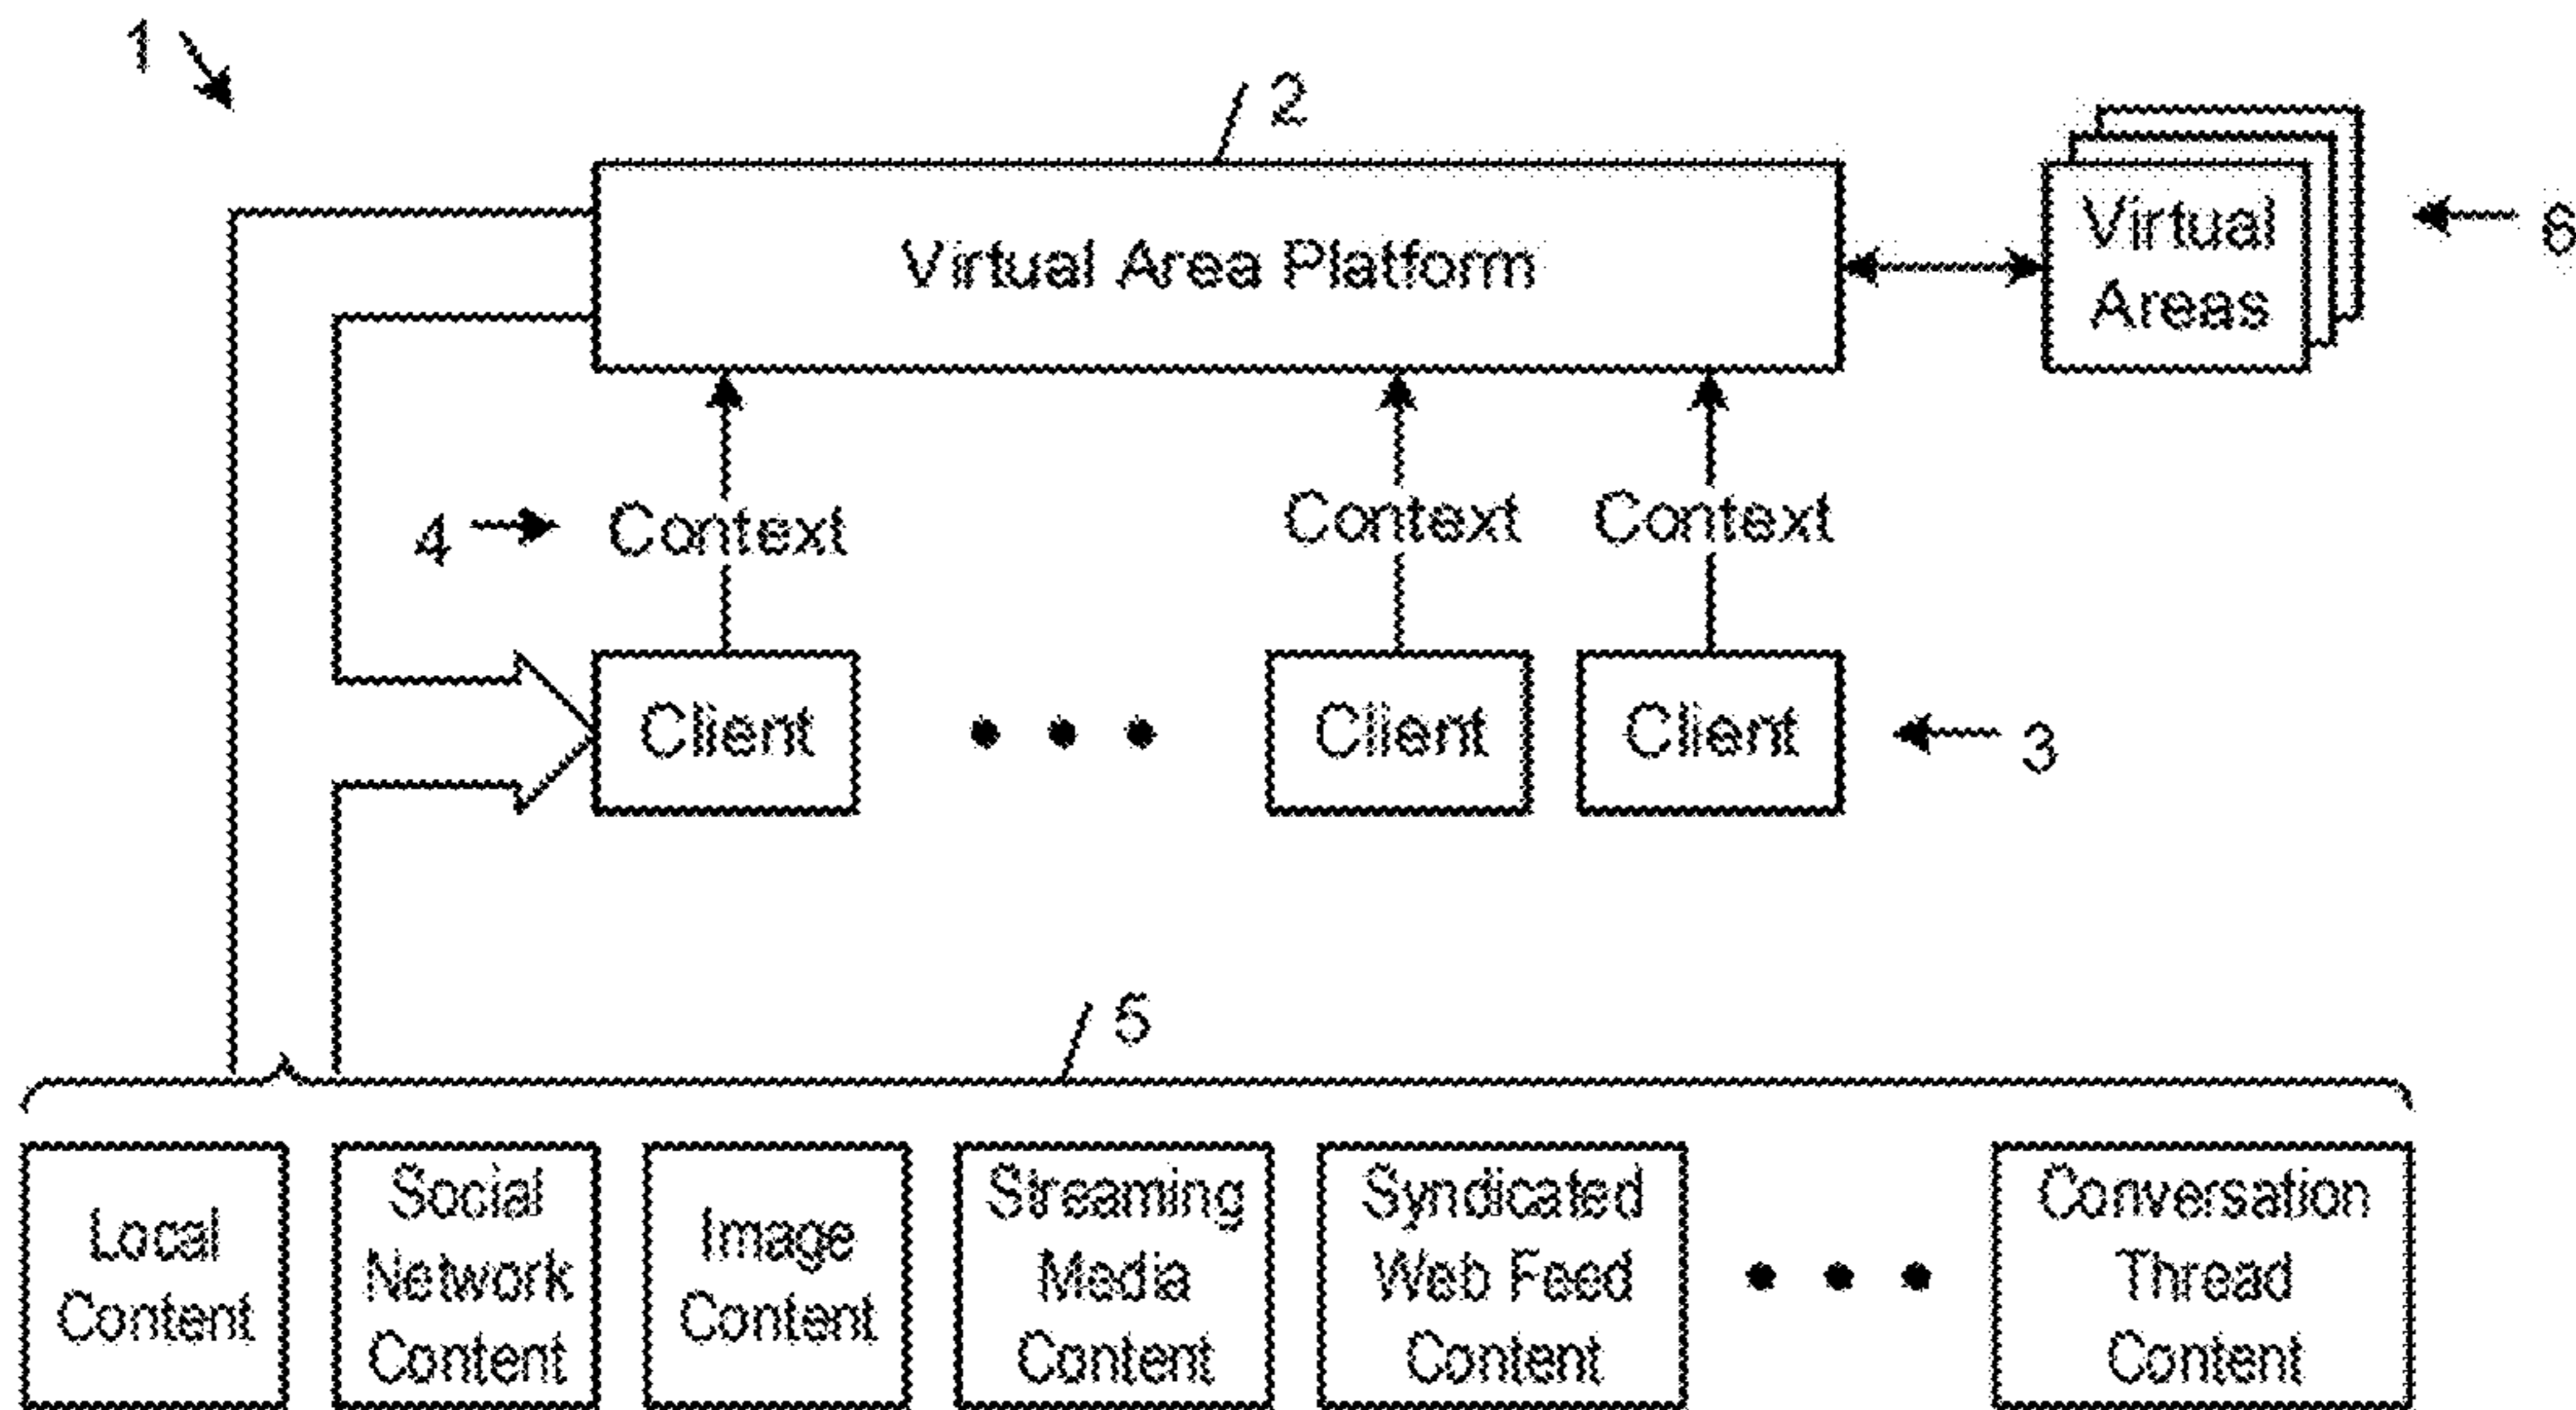 1
2
Virtual Area Platform
Virtual
Areas
6
4
Context
Context
Context
Client
Client
Client
3
5
Local
Content
Social
Network
Content
Image
Content
Streaming
Media
Content
Syndicated
Web Feed
Content
Conversation
Thread
Content